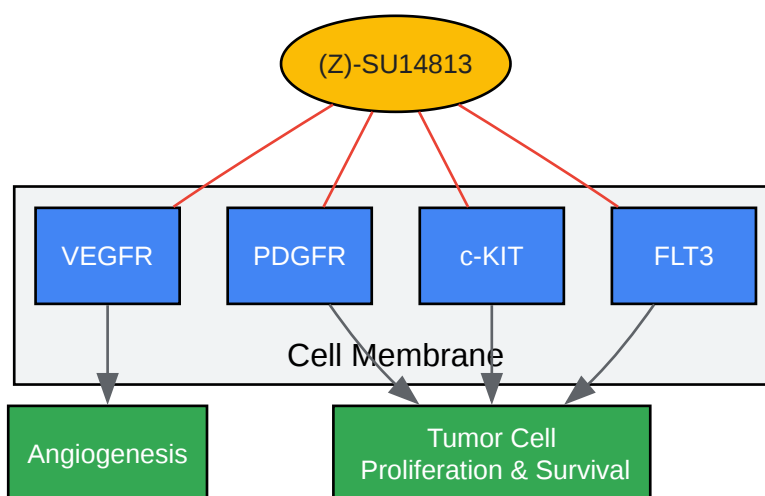 (Z)-SU14813
VEGFR
PDGFR
c-KIT
FLT3
Cell Membrane
Angiogenesis
Tumor Cell
Proliferation & Survival